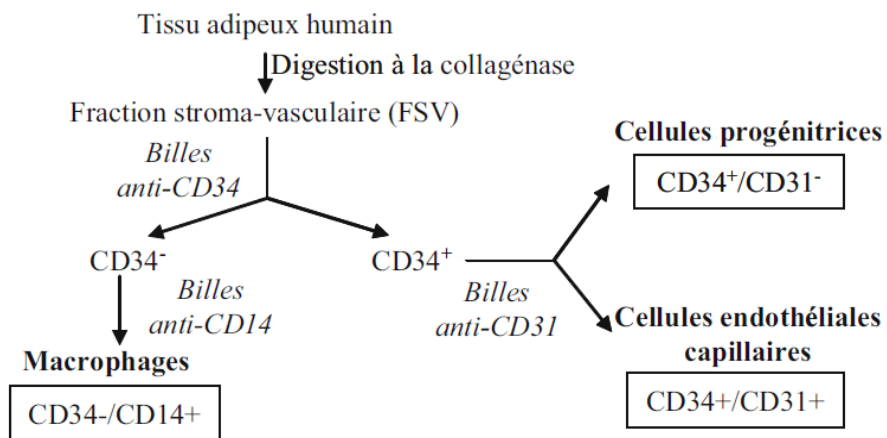 Tissu adipeux humain
Digestion à la collagénase
Fraction stroma-vasculaire (FSV)
Billes
anti-CD34
Cellules progénitrices
CD34⁺/CD31⁻
CD34⁻
CD34⁺
Billes
anti-CD14
Billes
anti-CD31
Macrophages
CD34-/CD14+
Cellules endothéliales
capillaires
CD34+/CD31+